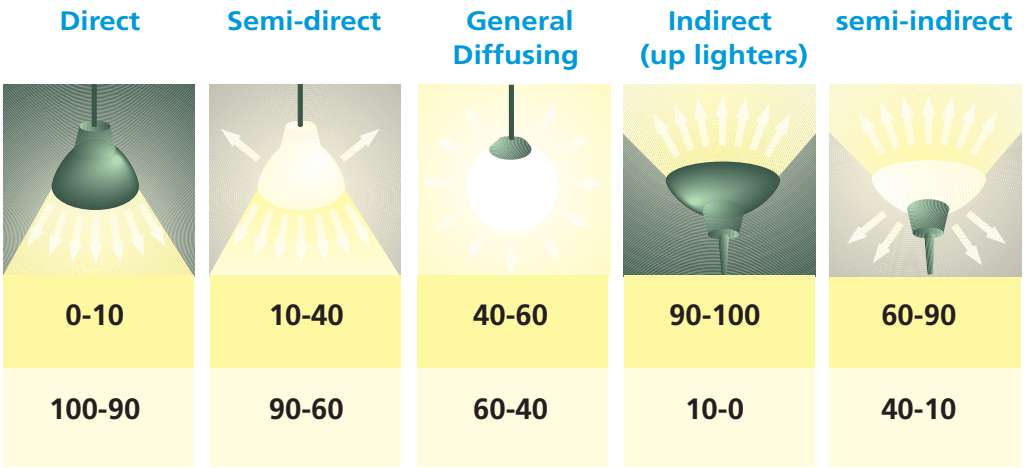 Direct
Semi-direct
General
Diffusing
Indirect
(up lighters)
semi-indirect
0-10
10-40
40-60
90-100
60-90
100-90
90-60
60-40
10-0
40-10